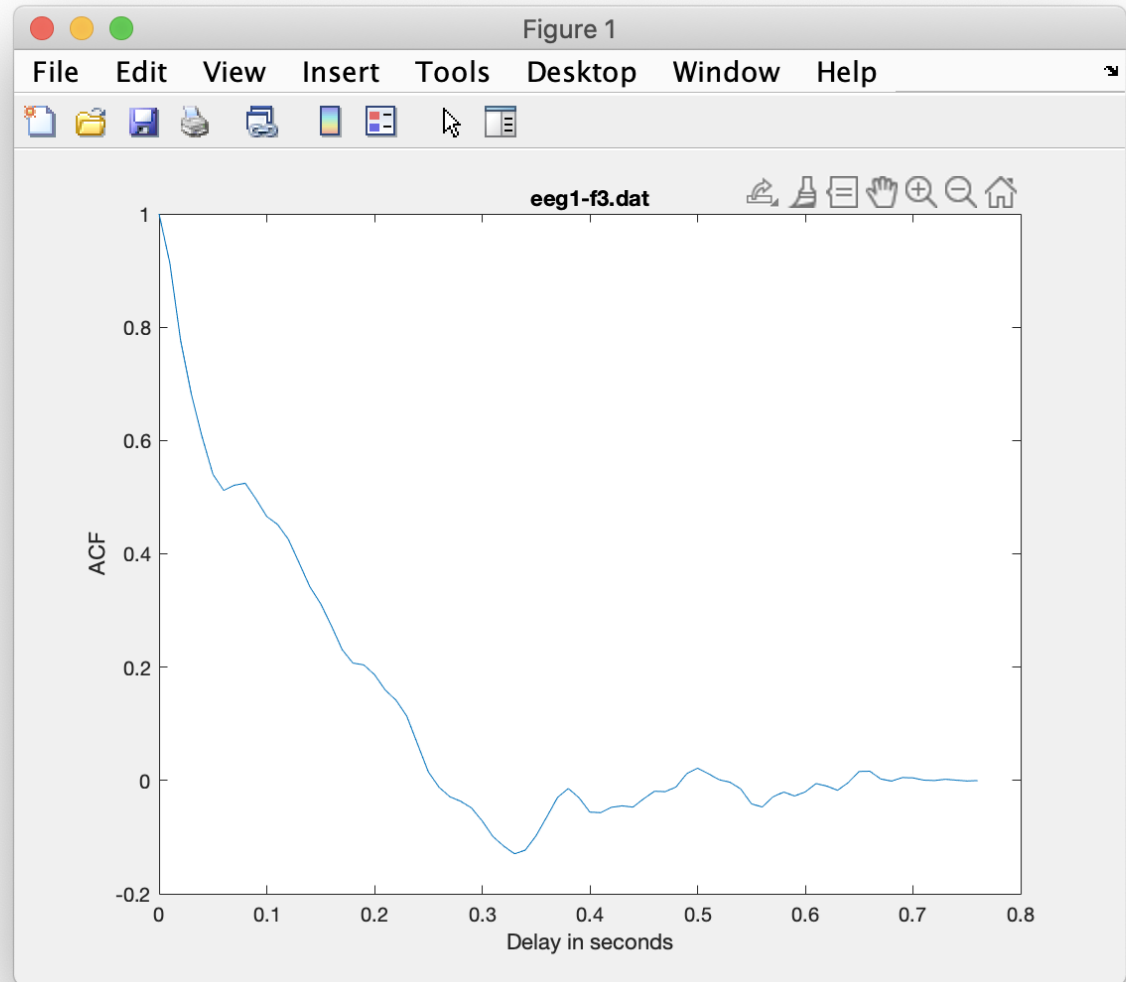 Figure 1
File Edit View Insert Tools Desktop Window Help
eeg1-f3.dat
1
0.8
0.6
0.4
0.2
0
-0.2
ACF
0 0.1 0.2 0.3 0.4 0.5 0.6 0.7 0.8
Delay in seconds